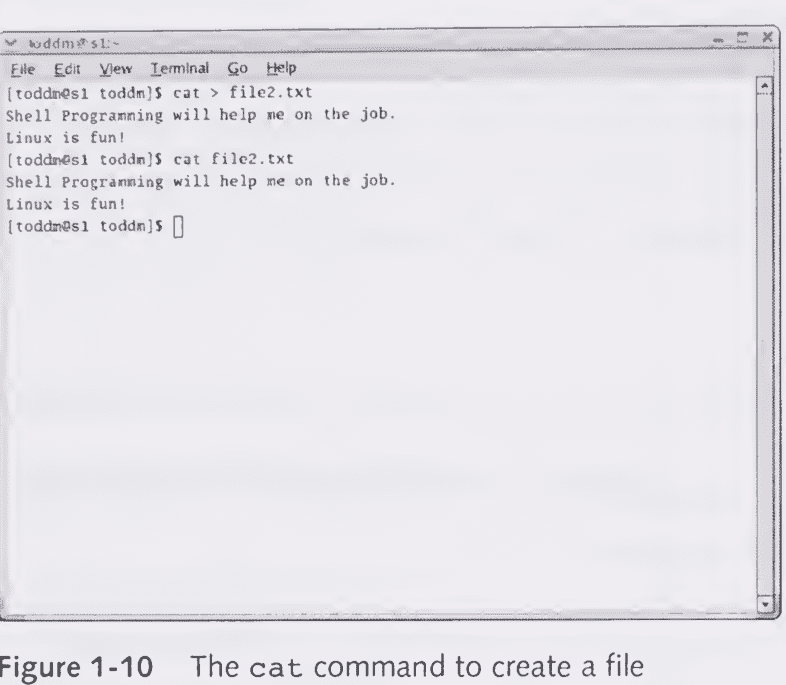 toddm@s1:~
File Edit View Terminal Go Help
[toddm@s1 toddm]$ cat > file2.txt
Shell Programming will help me on the job.
Linux is fun!
[toddm@s1 toddm]$ cat file2.txt
Shell Programming will help me on the job.
Linux is fun!
[toddm@s1 toddm]$
Figure 1-10 The cat command to create a file